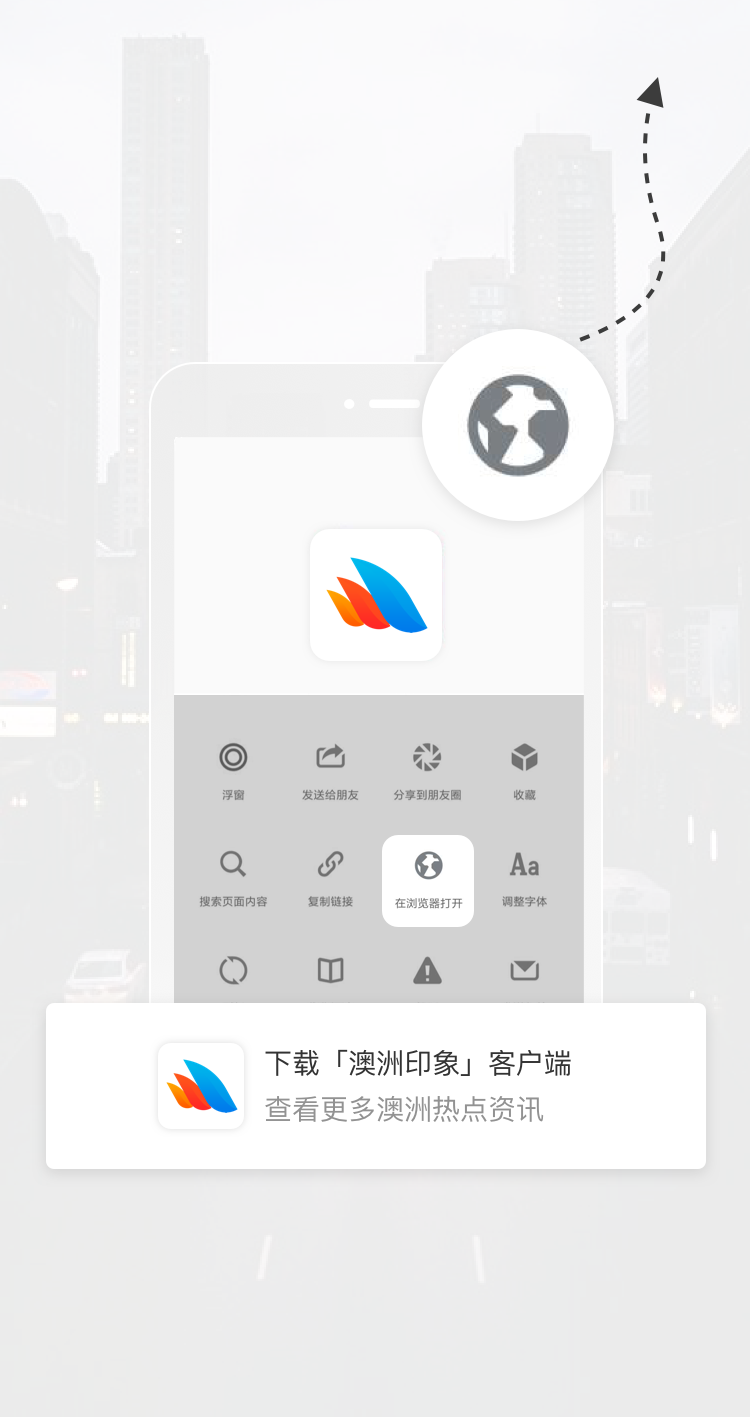 浮窗
发送给朋友
分享到朋友圈
收藏
搜索页面内容
复制链接
在浏览器打开
Aa
调整字体
下载「澳洲印象」客户端
查看更多澳洲热点资讯